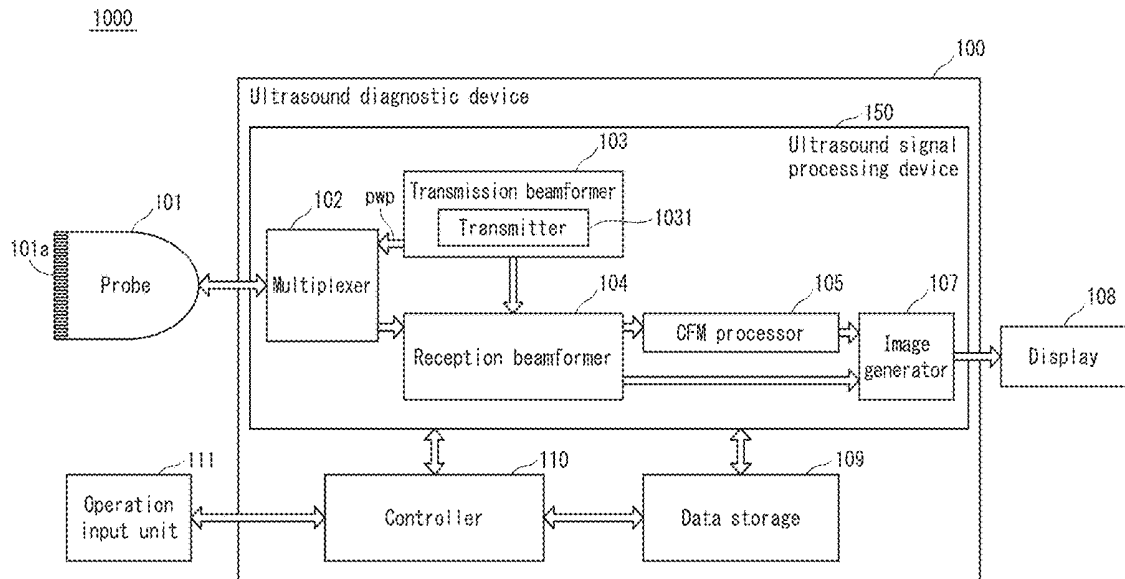 1000
100
Ultrasound diagnostic device
150
Ultrasound signal
processing device
103
Transmission beamformer
Transmitter
1031
pwp
102
Multiplexer
101
101a
Probe
104
Reception beamformer
105
CFM processor
107
Image
generator
108
Display
111
Operation
input unit
110
Controller
109
Data storage